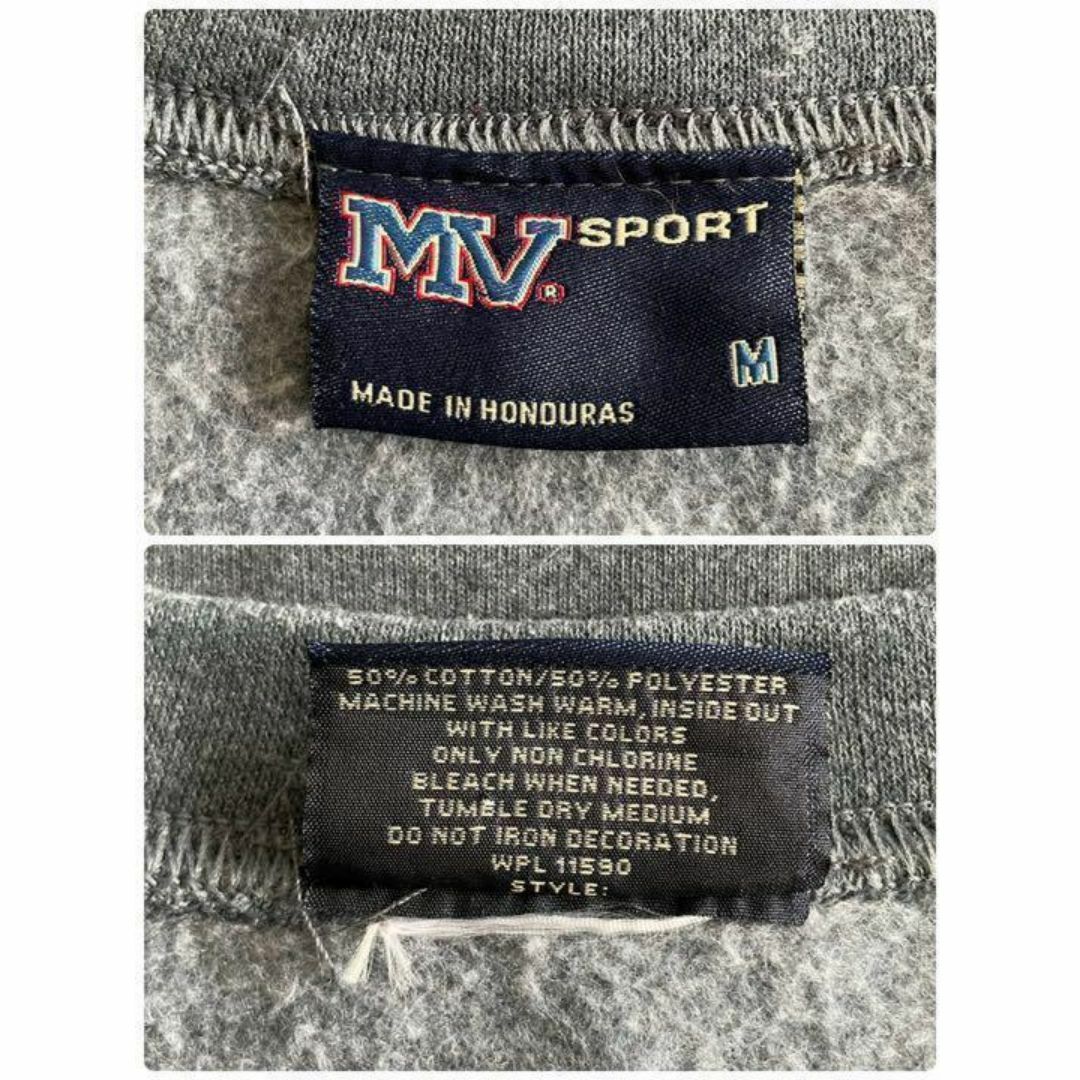 MV® SPORT
M
MADE IN HONDURAS
50% COTTON/50% POLYESTER
MACHINE WASH WARM, INSIDE OUT
WITH LIKE COLORS
ONLY NON CHLORINE
BLEACH WHEN NEEDED,
TUMBLE DRY MEDIUM
DO NOT IRON DECORATION
WPL 11590
STYLE: